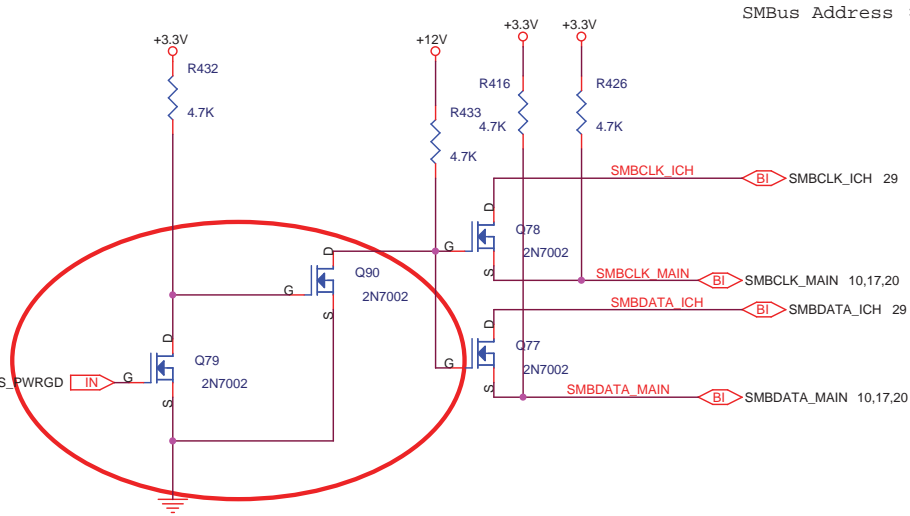 SMBus Address
+3.3V
+12V
+3.3V
+3.3V
R432
4.7K
R433
4.7K
R416
4.7K
R426
4.7K
SMBCLK_ICH
BI
SMBCLK_ICH 29
D
Q78
G
2N7002
S
SMBCLK_MAIN
BI
SMBCLK_MAIN 10,17,20
D
Q90
G
2N7002
S
SMBDATA_ICH
BI
SMBDATA_ICH 29
D
Q77
G
2N7002
S
SMBDATA_MAIN
BI
SMBDATA_MAIN 10,17,20
D
Q79
S_PWRGD
IN
G
2N7002
S